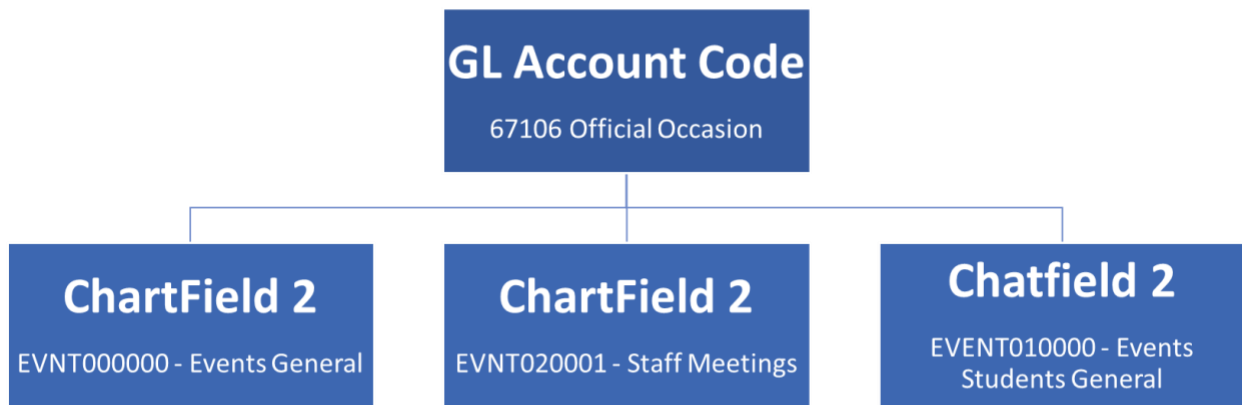 GL Account Code
67106 Official Occasion
ChartField 2
EVNT000000 - Events General
ChartField 2
EVNT020001 - Staff Meetings
Chatfield 2
EVENT010000 - Events
Students General